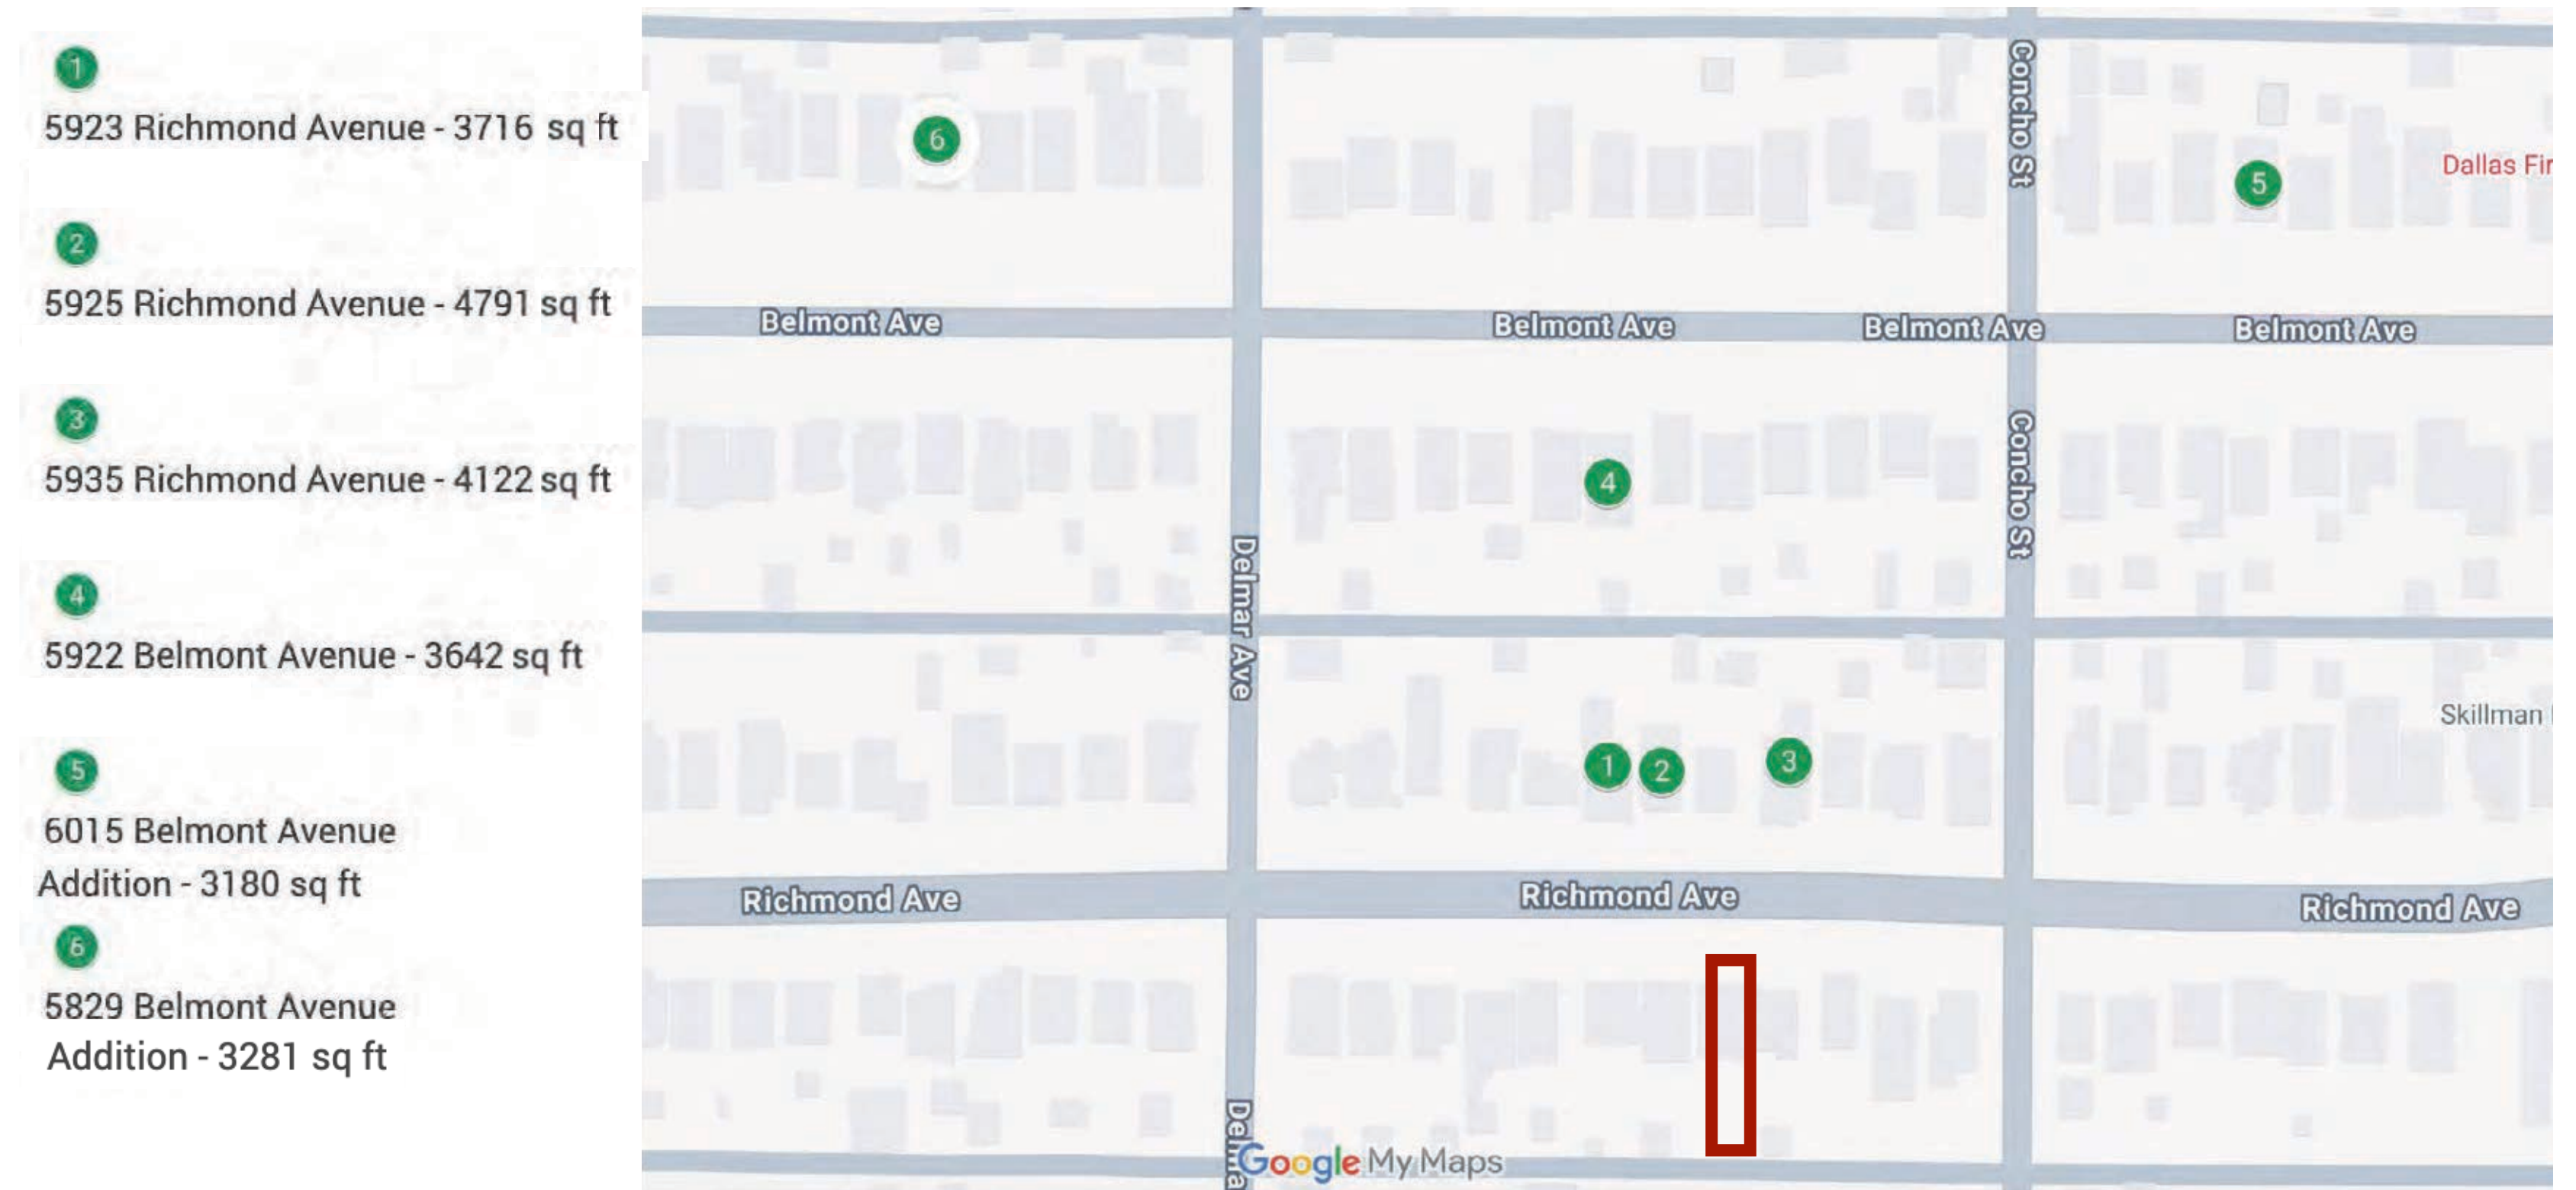 1
5923 Richmond Avenue - 3716 sq ft
2
5925 Richmond Avenue - 4791 sq ft
3
5935 Richmond Avenue - 4122 sq ft
4
5922 Belmont Avenue - 3642 sq ft
5
6015 Belmont Avenue
Addition - 3180 sq ft
6
5829 Belmont Avenue
Addition - 3281 sq ft
Concho St
6
5
Dallas Fir
Belmont Ave
Belmont Ave
Belmont Ave
Belmont Ave
Concho St
4
Delmar Ave
Skillman
1
2
3
Richmond Ave
Richmond Ave
Richmond Ave
Delma
Google My Maps